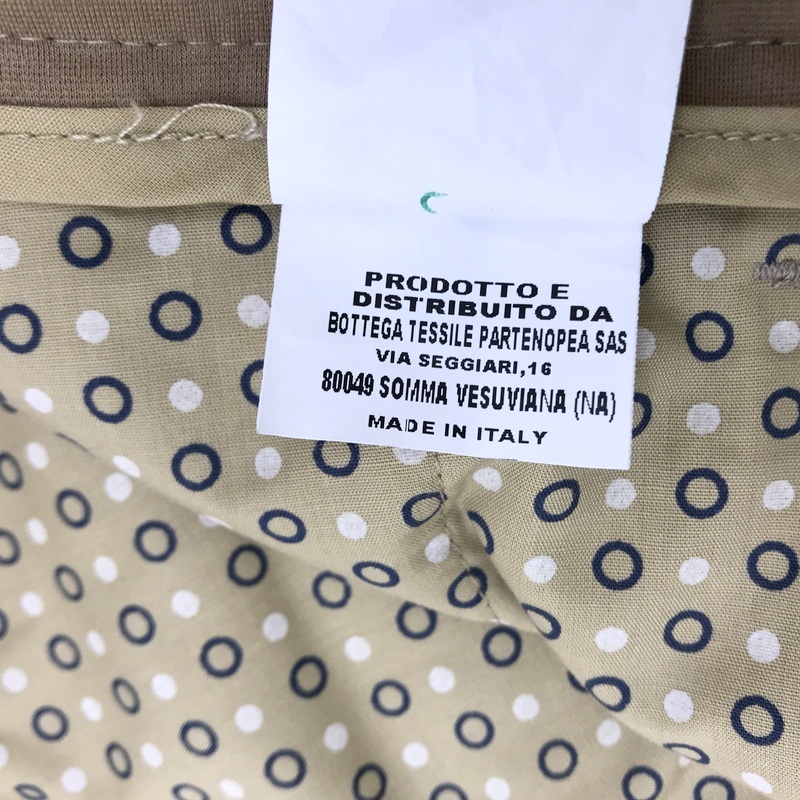 PRODOTTO E
DISTRIBUITO DA
BOTTEGA TESSILE PARTENOPEA SAS
VIA SEGGIARI,16
80049 SOMMA VESUVIANA (NA)
MADE IN ITALY